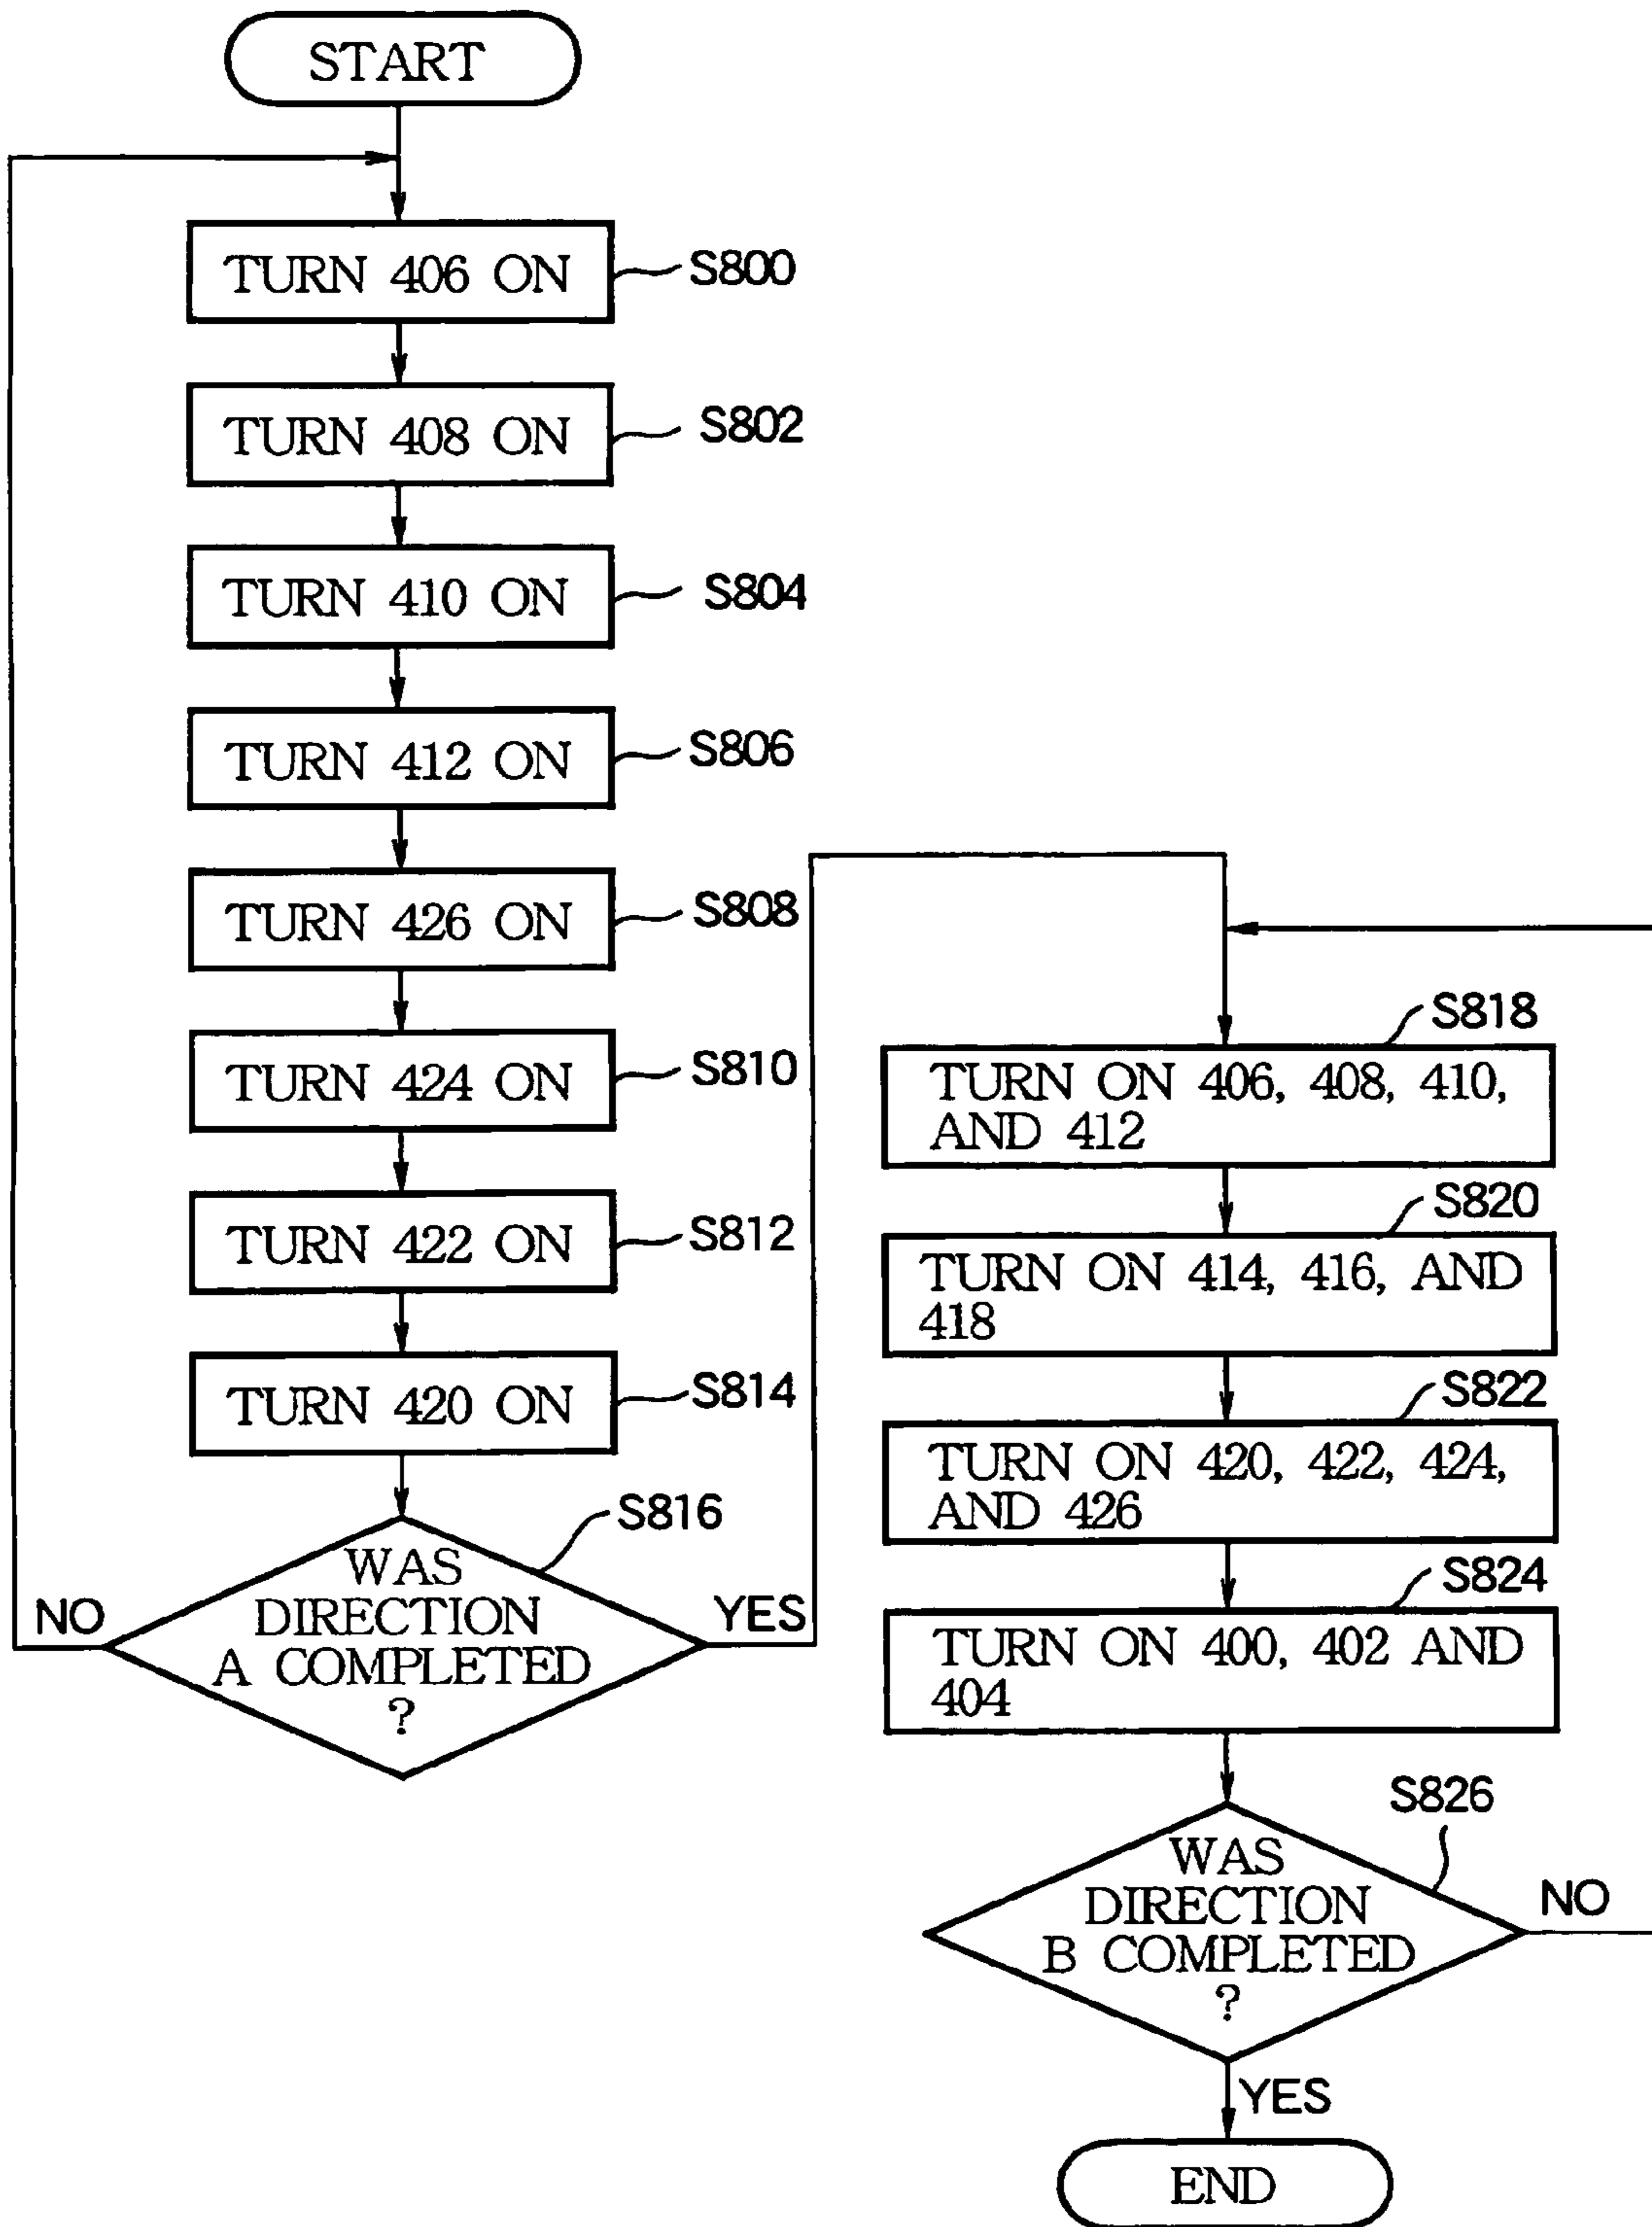 START
TURN 406 ON
S800
TURN 408 ON
S802
TURN 410 ON
S804
TURN 412 ON
S806
TURN 426 ON
S808
TURN 424 ON
S810
TURN 422 ON
S812
TURN 420 ON
S814
S816
WAS
DIRECTION
A COMPLETED
?
NO
YES
S818
TURN ON 406, 408, 410,
AND 412
S820
TURN ON 414, 416, AND
418
S822
TURN ON 420, 422, 424,
AND 426
S824
TURN ON 400, 402 AND
404
S826
WAS
DIRECTION
B COMPLETED
?
NO
YES
END